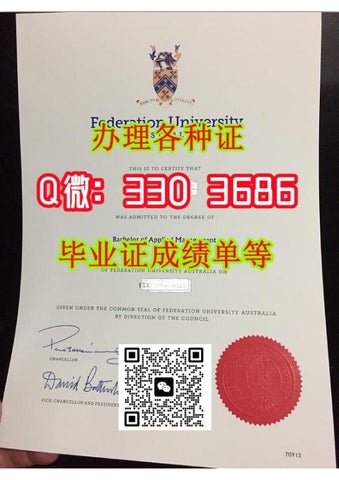 Federation University
办理各种证
THIS IS TO CERTIFY THAT
Q微：330 3686
WAS ADMITTED TO THE DEGREE OF
Bachelor of Applied Management
毕业证成绩单等
OF FEDERATION UNIVERSITY AUSTRALIA ON
GIVEN UNDER THE COMMON SEAL OF FEDERATION UNIVERSITY AUSTRALIA
BY DIRECTION OF THE COUNCIL
CHANCELLOR
VICE-CHANCELLOR AND PRESIDENT
70912